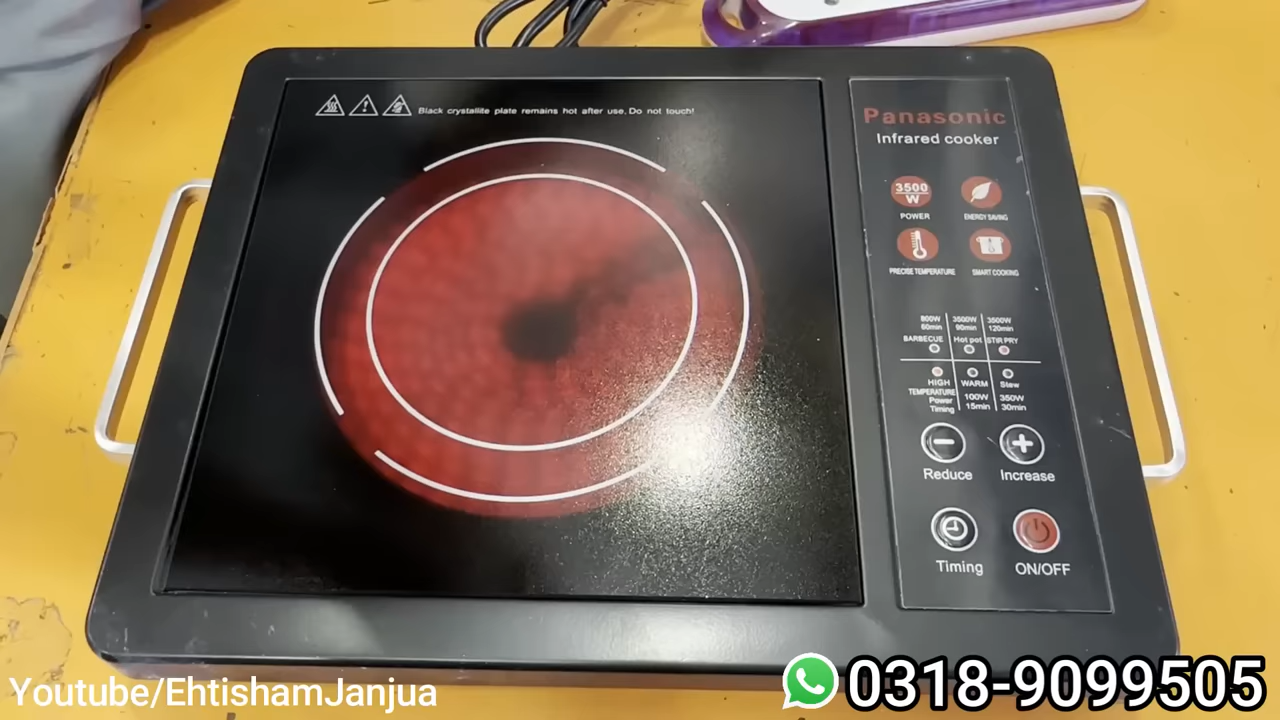 Black crystallite plate remains hot after use, Do not touch!
Panasonic
Infrared cooker
3500
W
POWER
ENERGY SAVING
PRECISE TEMPERATURE
SMART COOKING
800W 3500W 3500W
60min 90min 120min
BARBECUE Hot pot STIR PRY
HIGH WARM Stew
TEMPERATURE
Power 100W 350W
Timing 15min 30min
Reduce
Increase
Timing
ON/OFF
Youtube/EhtishamJanjua
0318-9099505